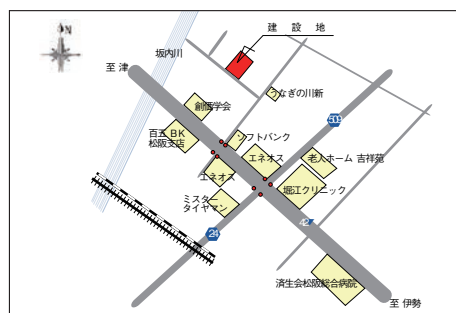 N
建 設 地
坂内川
至 津
うなぎの川新
創価学会
百五 BK
松阪支店
ソフトバンク
エネオス
老人ホーム 吉祥苑
エネオス
堀江クリニック
ミスター
タイヤマン
24
42
済生会松阪総合病院
至 伊勢